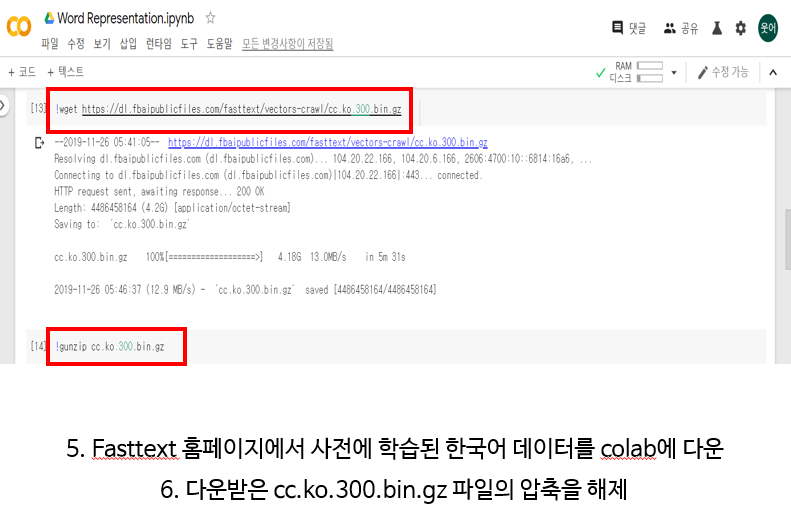 CO Word Representation.ipynb ☆
파일 수정 보기 삽입 런타임 도구 도움말 모든 변경사항이 저장됨
댓글 공유 웃어
+ 코드 + 텍스트
RAM
디스크
수정 가능
[13] !wget https://dl.fbaipublicfiles.com/fasttext/vectors-crawl/cc.ko.300.bin.gz
--2019-11-26 05:41:05-- https://dl.fbaipublicfiles.com/fasttext/vectors-crawl/cc.ko.300.bin.gz
Resolving dl.fbaipublicfiles.com (dl.fbaipublicfiles.com)... 104.20.22.166, 104.20.6.166, 2606:4700:10::6814:16a6, ...
Connecting to dl.fbaipublicfiles.com (dl.fbaipublicfiles.com)|104.20.22.166|:443... connected.
HTTP request sent, awaiting response... 200 OK
Length: 4486458164 (4.2G) [application/octet-stream]
Saving to: ‘cc.ko.300.bin.gz’
cc.ko.300.bin.gz 100%[===================>] 4.18G 13.0MB/s in 5m 31s
2019-11-26 05:46:37 (12.9 MB/s) - ‘cc.ko.300.bin.gz’ saved [4486458164/4486458164]
[14] !gunzip cc.ko.300.bin.gz
5. Fasttext 홈페이지에서 사전에 학습된 한국어 데이터를 colab에 다운
6. 다운받은 cc.ko.300.bin.gz 파일의 압축을 해제